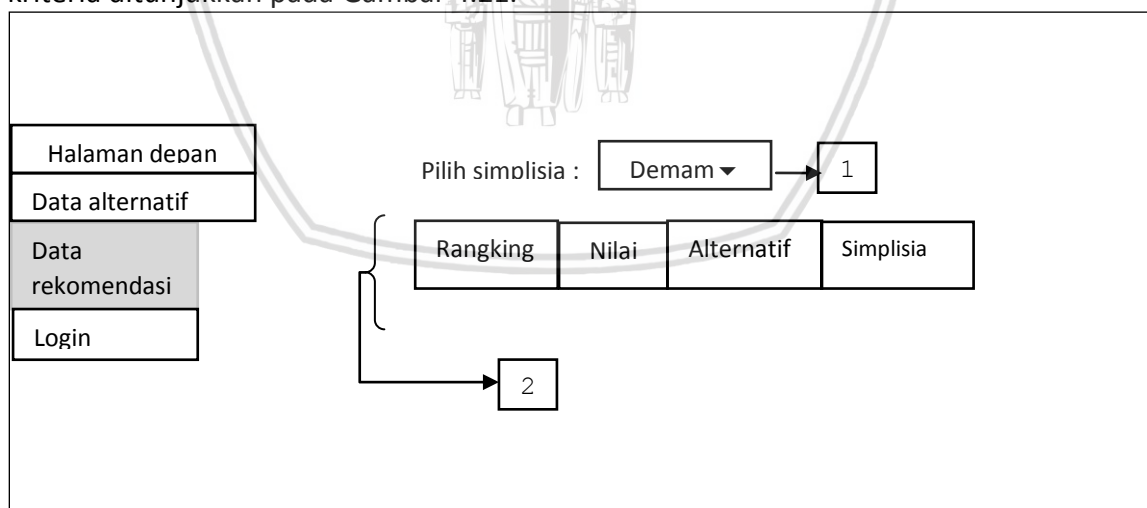 kriteria ditunjukkan pada Gambar 4.21.
Halaman depan
Data alternatif
Data
rekomendasi
Login
Pilih simplisia :
Demam
1
Rangking
Nilai
Alternatif
Simplisia
2